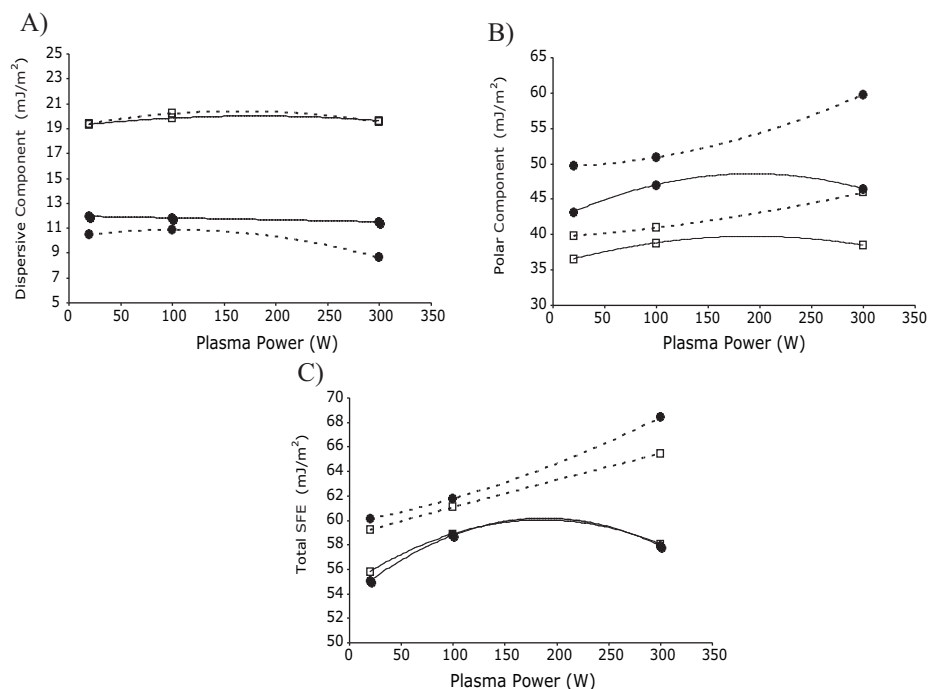 A)
Dispersive Component (mJ/m²)
25
23
21
19
17
15
13
11
9
7
5
0 50 100 150 200 250 300 350
Plasma Power (W)
B)
Polar Component (mJ/m²)
65
60
55
50
45
40
35
30
0 50 100 150 200 250 300 350
Plasma Power (W)
C)
Total SFE (mJ/m²)
70
68
66
64
62
60
58
56
54
52
50
0 50 100 150 200 250 300 350
Plasma Power (W)